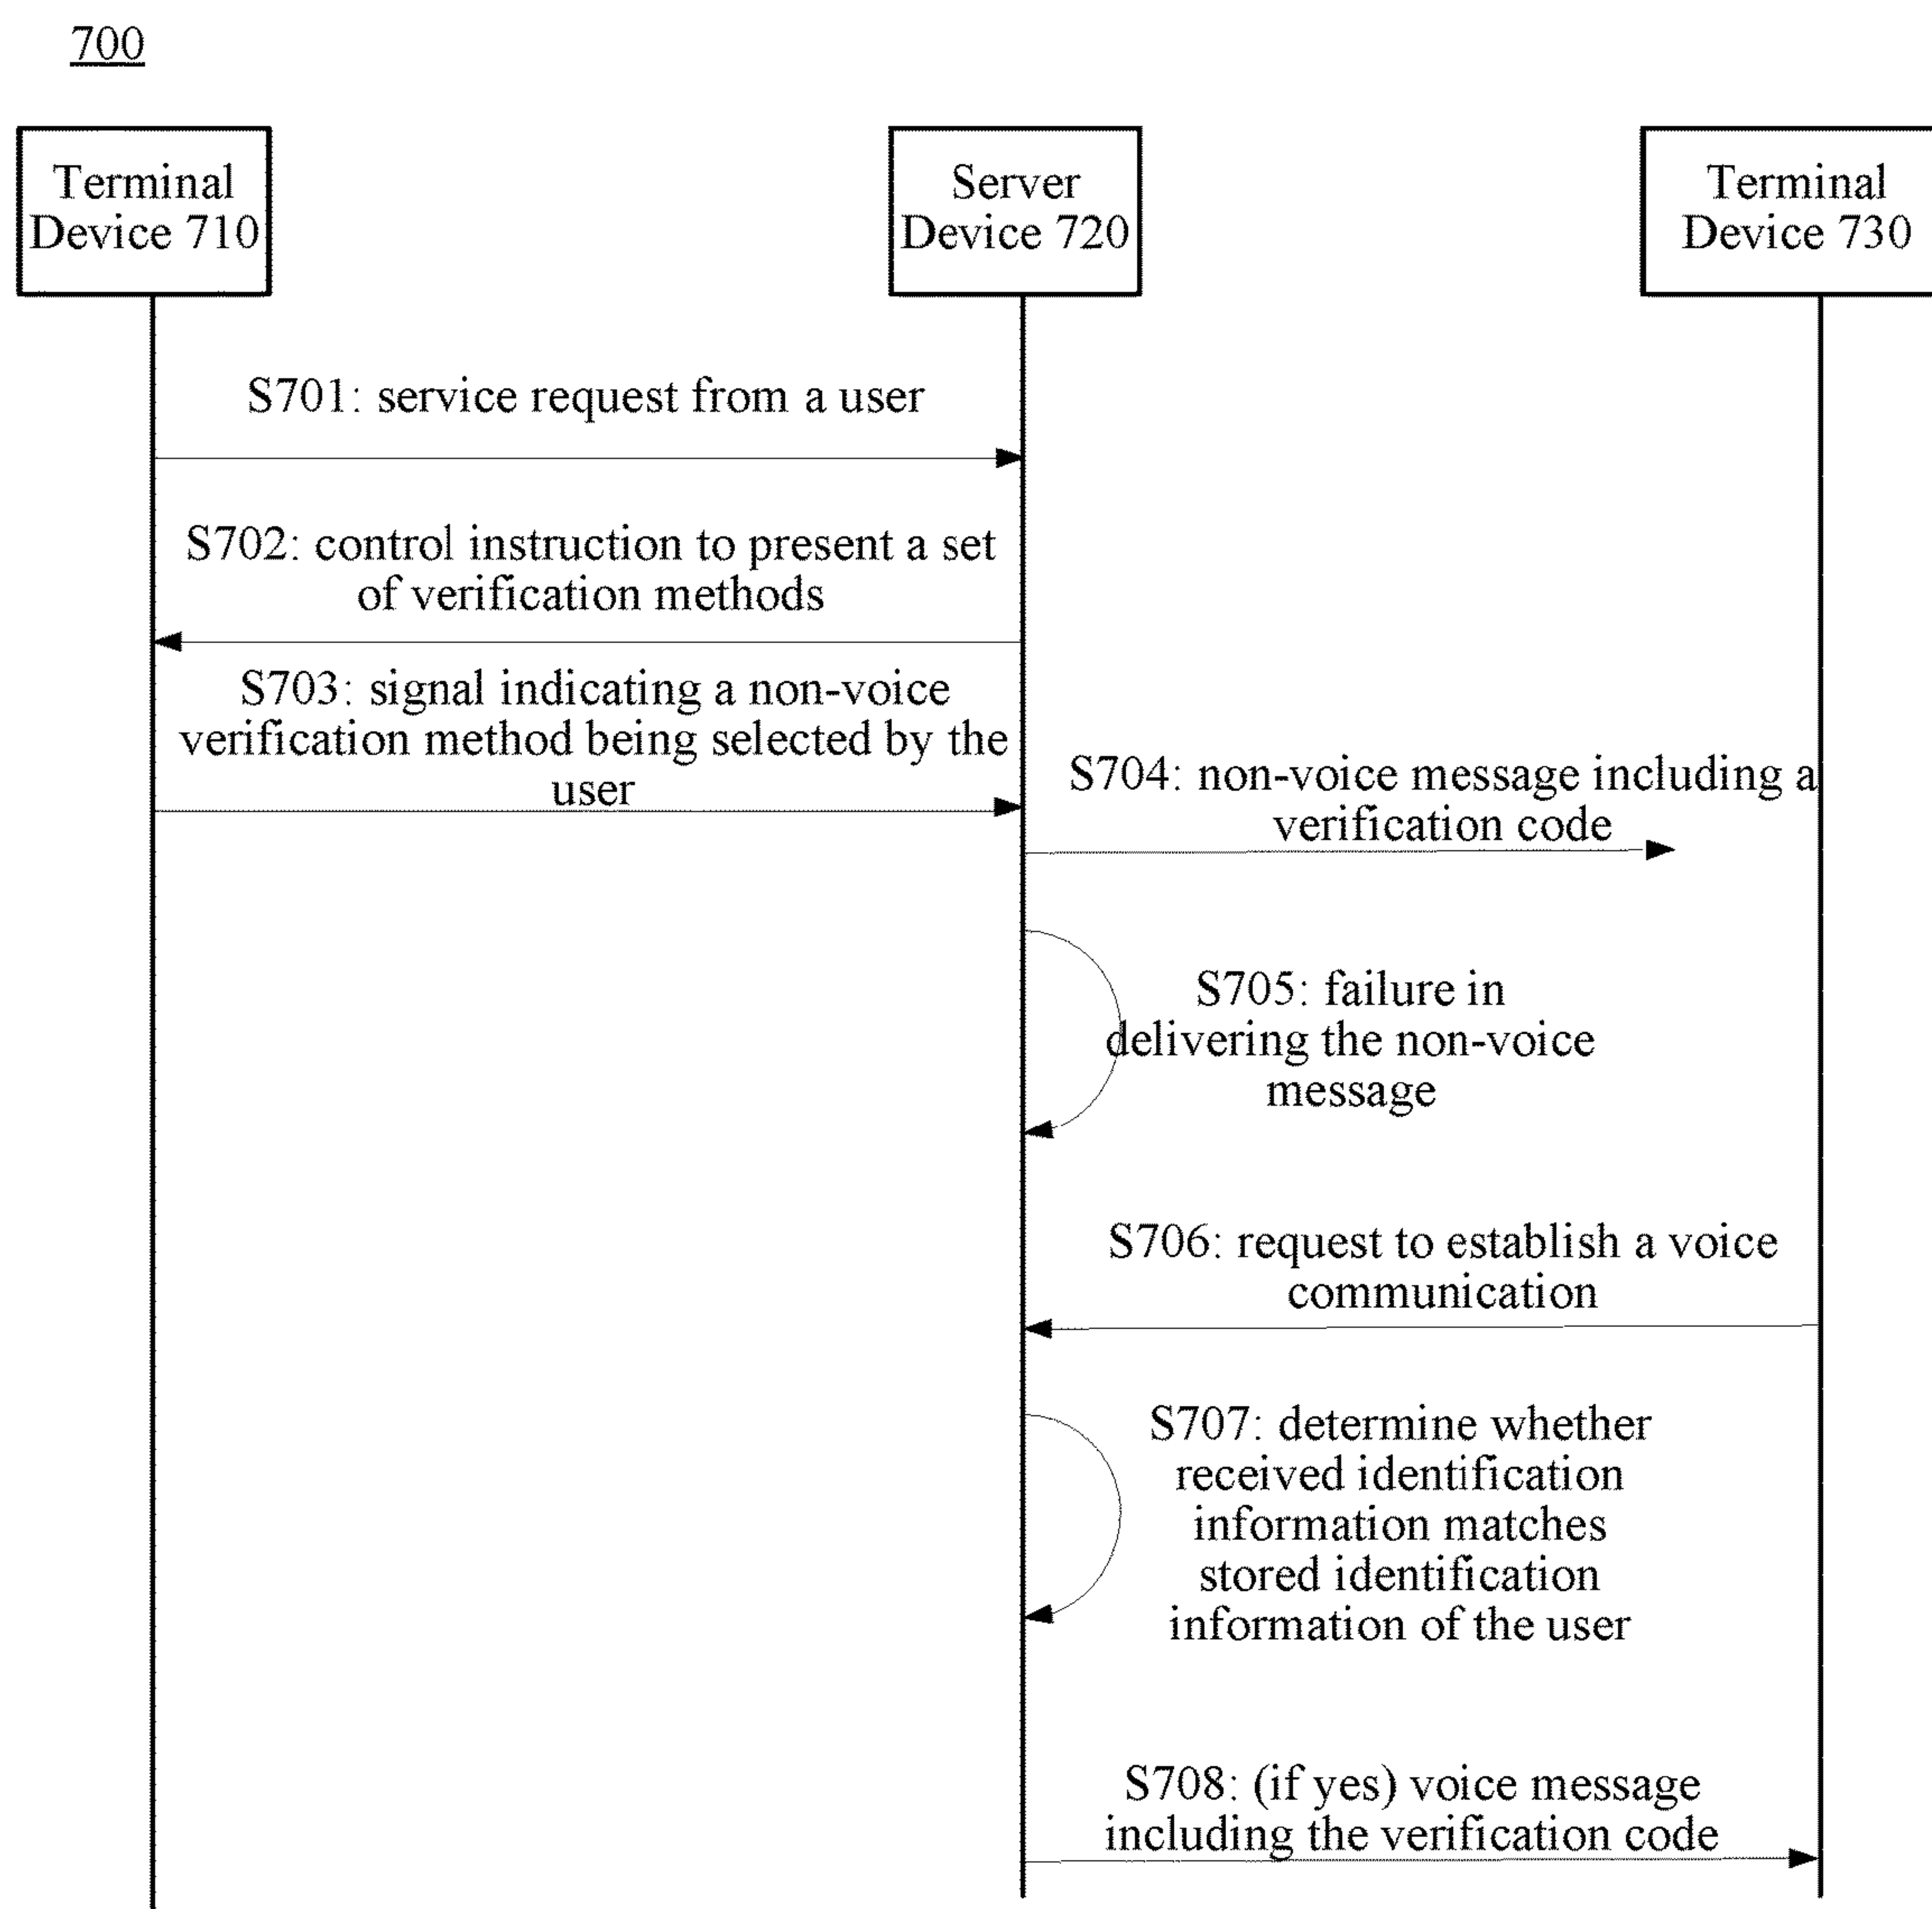 700
Terminal
Device 710
Server
Device 720
Terminal
Device 730
S701: service request from a user
S702: control instruction to present a set
of verification methods
S703: signal indicating a non-voice
verification method being selected by the
user
S704: non-voice message including a
verification code
S705: failure in
delivering the non-voice
message
S706: request to establish a voice
communication
S707: determine whether
received identification
information matches
stored identification
information of the user
S708: (if yes) voice message
including the verification code